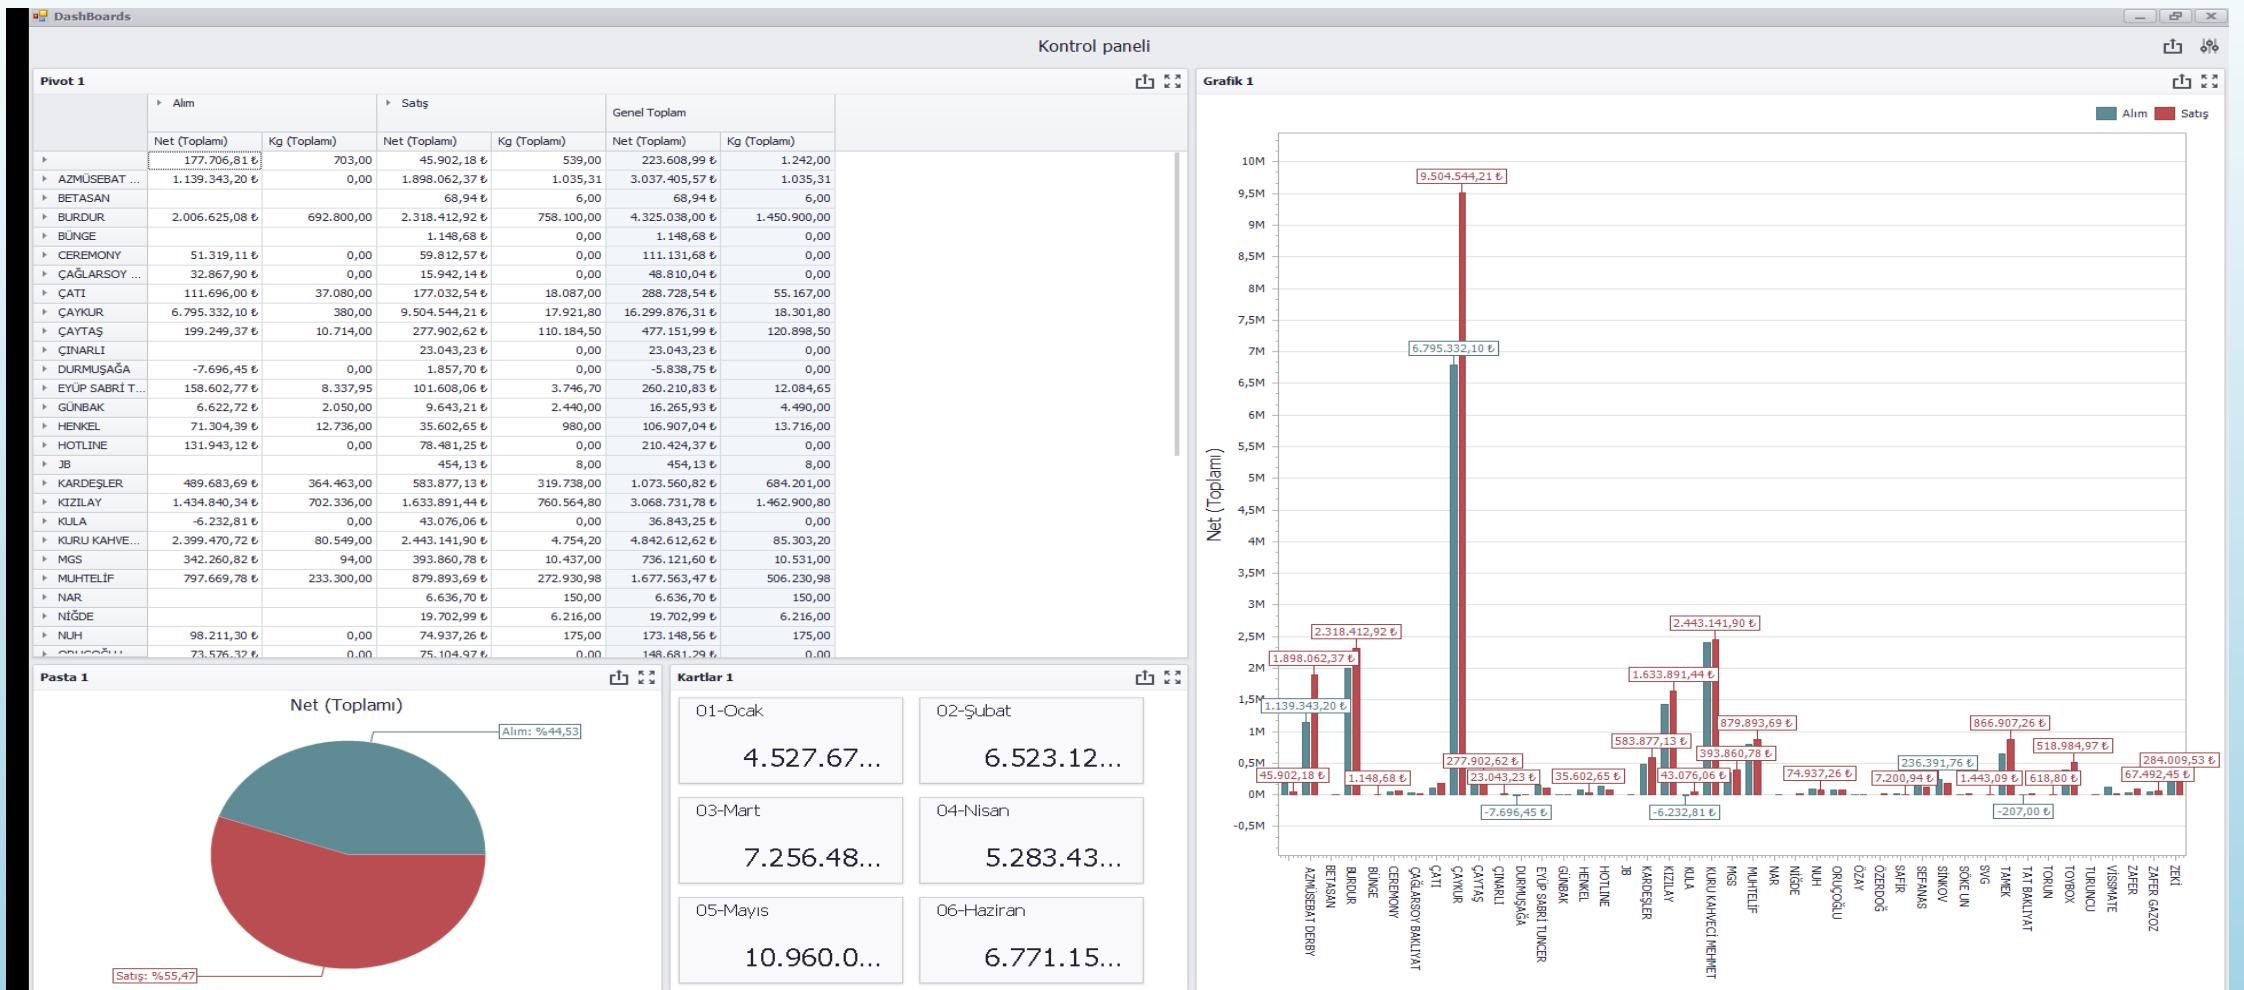 DashBoards
Kontrol paneli
Pivot 1
Alım Satış Genel Toplam
Net (Toplamı) Kg (Toplamı) Net (Toplamı) Kg (Toplamı) Net (Toplamı) Kg (Toplamı)
177.706,81 ₺ 703,00 45.902,18 ₺ 539,00 223.608,99 ₺ 1.242,00
AZMÜSEBAT ... 1.139.343,20 ₺ 0,00 1.898.062,37 ₺ 1.035,31 3.037.405,57 ₺ 1.035,31
BETASAN 68,94 ₺ 6,00 68,94 ₺ 6,00
BURDUR 2.006.625,08 ₺ 692.800,00 2.318.412,92 ₺ 758.100,00 4.325.038,00 ₺ 1.450.900,00
BÜNGE 1.148,68 ₺ 0,00 1.148,68 ₺ 0,00
CEREMONY 51.319,11 ₺ 0,00 59.812,57 ₺ 0,00 111.131,68 ₺ 0,00
ÇAĞLARSOY ... 32.867,90 ₺ 0,00 15.942,14 ₺ 0,00 48.810,04 ₺ 0,00
ÇATI 111.696,00 ₺ 37.080,00 177.032,54 ₺ 18.087,00 288.728,54 ₺ 55.167,00
ÇAYKUR 6.795.332,10 ₺ 380,00 9.504.544,21 ₺ 17.921,80 16.299.876,31 ₺ 18.301,80
ÇAYTAŞ 199.249,37 ₺ 10.714,00 277.902,62 ₺ 110.184,50 477.151,99 ₺ 120.898,50
ÇINARLI 23.043,23 ₺ 0,00 23.043,23 ₺ 0,00
DURMUŞAĞA -7.696,45 ₺ 0,00 1.857,70 ₺ 0,00 -5.838,75 ₺ 0,00
EYÜP SABRİ T... 158.602,77 ₺ 8.337,95 101.608,06 ₺ 3.746,70 260.210,83 ₺ 12.084,65
GÜNBAK 6.622,72 ₺ 2.050,00 9.643,21 ₺ 2.440,00 16.265,93 ₺ 4.490,00
HENKEL 71.304,39 ₺ 12.736,00 35.602,65 ₺ 980,00 106.907,04 ₺ 13.716,00
HOTLINE 131.943,12 ₺ 0,00 78.481,25 ₺ 0,00 210.424,37 ₺ 0,00
JB 454,13 ₺ 8,00 454,13 ₺ 8,00
KARDEŞLER 489.683,69 ₺ 364.463,00 583.877,13 ₺ 319.738,00 1.073.560,82 ₺ 684.201,00
KIZILAY 1.434.840,34 ₺ 702.336,00 1.633.891,44 ₺ 760.564,80 3.068.731,78 ₺ 1.462.900,80
KULA -6.232,81 ₺ 0,00 43.076,06 ₺ 0,00 36.843,25 ₺ 0,00
KURU KAHVE... 2.399.470,72 ₺ 80.549,00 2.443.141,90 ₺ 4.754,20 4.842.612,62 ₺ 85.303,20
MGS 342.260,82 ₺ 94,00 393.860,78 ₺ 10.437,00 736.121,60 ₺ 10.531,00
MUHTELİF 797.669,78 ₺ 233.300,00 879.893,69 ₺ 272.930,98 1.677.563,47 ₺ 506.230,98
NAR 6.636,70 ₺ 150,00 6.636,70 ₺ 150,00
NİĞDE 19.702,99 ₺ 6.216,00 19.702,99 ₺ 6.216,00
NUH 98.211,30 ₺ 0,00 74.937,26 ₺ 175,00 173.148,56 ₺ 175,00
ORUÇOĞLU 73.576,32 ₺ 0,00 75.104,97 ₺ 0,00 148.681,29 ₺ 0,00
Pasta 1
Net (Toplamı)
Alım: %44,53
Satış: %55,47
Kartlar 1
01-Ocak 02-Şubat
4.527.67... 6.523.12...
03-Mart 04-Nisan
7.256.48... 5.283.43...
05-Mayıs 06-Haziran
10.960.0... 6.771.15...
Grafik 1
Alım Satış
Net (Toplamı)
10M
9,5M
9M
8,5M
8M
7,5M
7M
6,5M
6M
5,5M
5M
4,5M
4M
3,5M
3M
2,5M
2M
1,5M
1M
0,5M
0M
-0,5M
9.504.544,21 ₺
6.795.332,10 ₺
2.318.412,92 ₺
2.443.141,90 ₺
1.898.062,37 ₺
1.633.891,44 ₺
1.139.343,20 ₺
879.893,69 ₺
866.907,26 ₺
583.877,13 ₺
393.860,78 ₺
518.984,97 ₺
277.902,62 ₺
236.391,76 ₺
284.009,53 ₺
45.902,18 ₺
1.148,68 ₺
23.043,23 ₺
35.602,65 ₺
43.076,06 ₺
74.937,26 ₺
7.200,94 ₺
1.443,09 ₺
618,80 ₺
67.492,45 ₺
-7.696,45 ₺
-6.232,81 ₺
-207,00 ₺
AZMÜSEBAT DERBY
BETASAN
BURDUR
BÜNGE
CEREMONY
ÇAĞLARSOY BAKLIYAT
ÇATI
ÇAYKUR
ÇAYTAŞ
ÇINARLI
DURMUŞAĞA
EYÜP SABRİ TUNCER
GÜNBAK
HENKEL
HOTLINE
JB
KARDEŞLER
KIZILAY
KULA
KURU KAHVECİ MEHMET
MGS
MUHTELİF
NAR
NİĞDE
NUH
ORUÇOĞLU
ÖZAY
ÖZERDOĞ
SAFİR
SEFANAS
SİNKOV
SÖKE UN
SVG
TAMEK
TAT BAKLIYAT
TORUN
TOYBOX
TURUNCU
VİSSMATE
ZAFER
ZAFER GAZOZ
ZEKİ